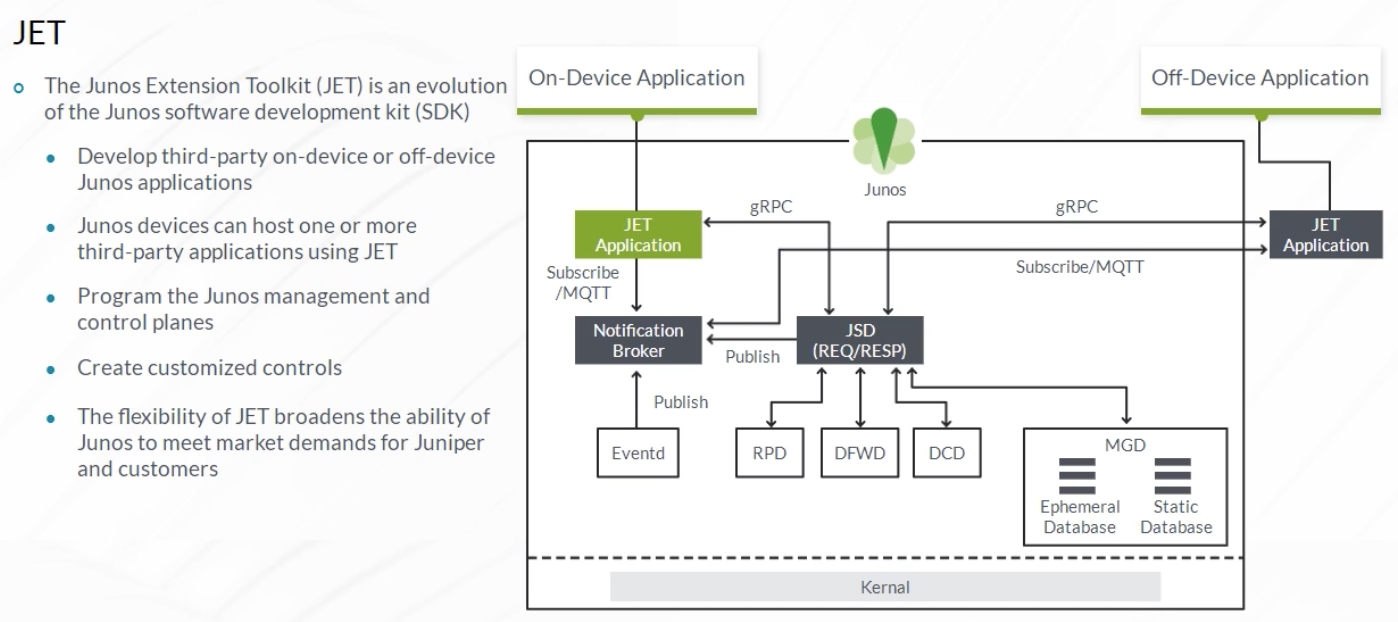 JET
The Junos Extension Toolkit (JET) is an evolution
of the Junos software development kit (SDK)
Develop third-party on-device or off-device
Junos applications
Junos devices can host one or more
third-party applications using JET
Program the Junos management and
control planes
Create customized controls
The flexibility of JET broadens the ability of
Junos to meet market demands for Juniper
and customers
On-Device Application
Off-Device Application
Junos
gRPC
gRPC
JET
Application
JET
Application
Subscribe
/MQTT
Subscribe/MQTT
Notification
Broker
JSD
(REQ/RESP)
Publish
Publish
Eventd
RPD
DFWD
DCD
MGD
Ephemeral
Database
Static
Database
Kernal